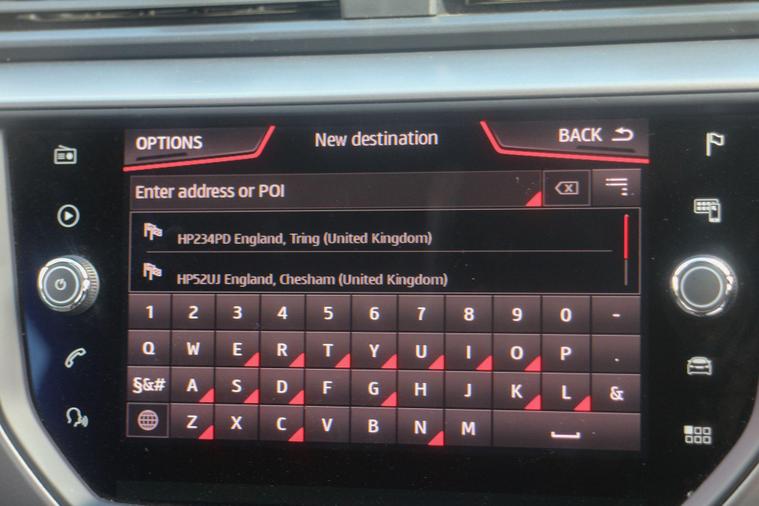 OPTIONS New destination BACK
Enter address or POI
HP234PD England, Tring (United Kingdom)
HP52UJ England, Chesham (United Kingdom)
1 2 3 4 5 6 7 8 9 0 -
Q W E R T Y U I O P .
§&# A S D F G H J K L &
Z X C V B N M